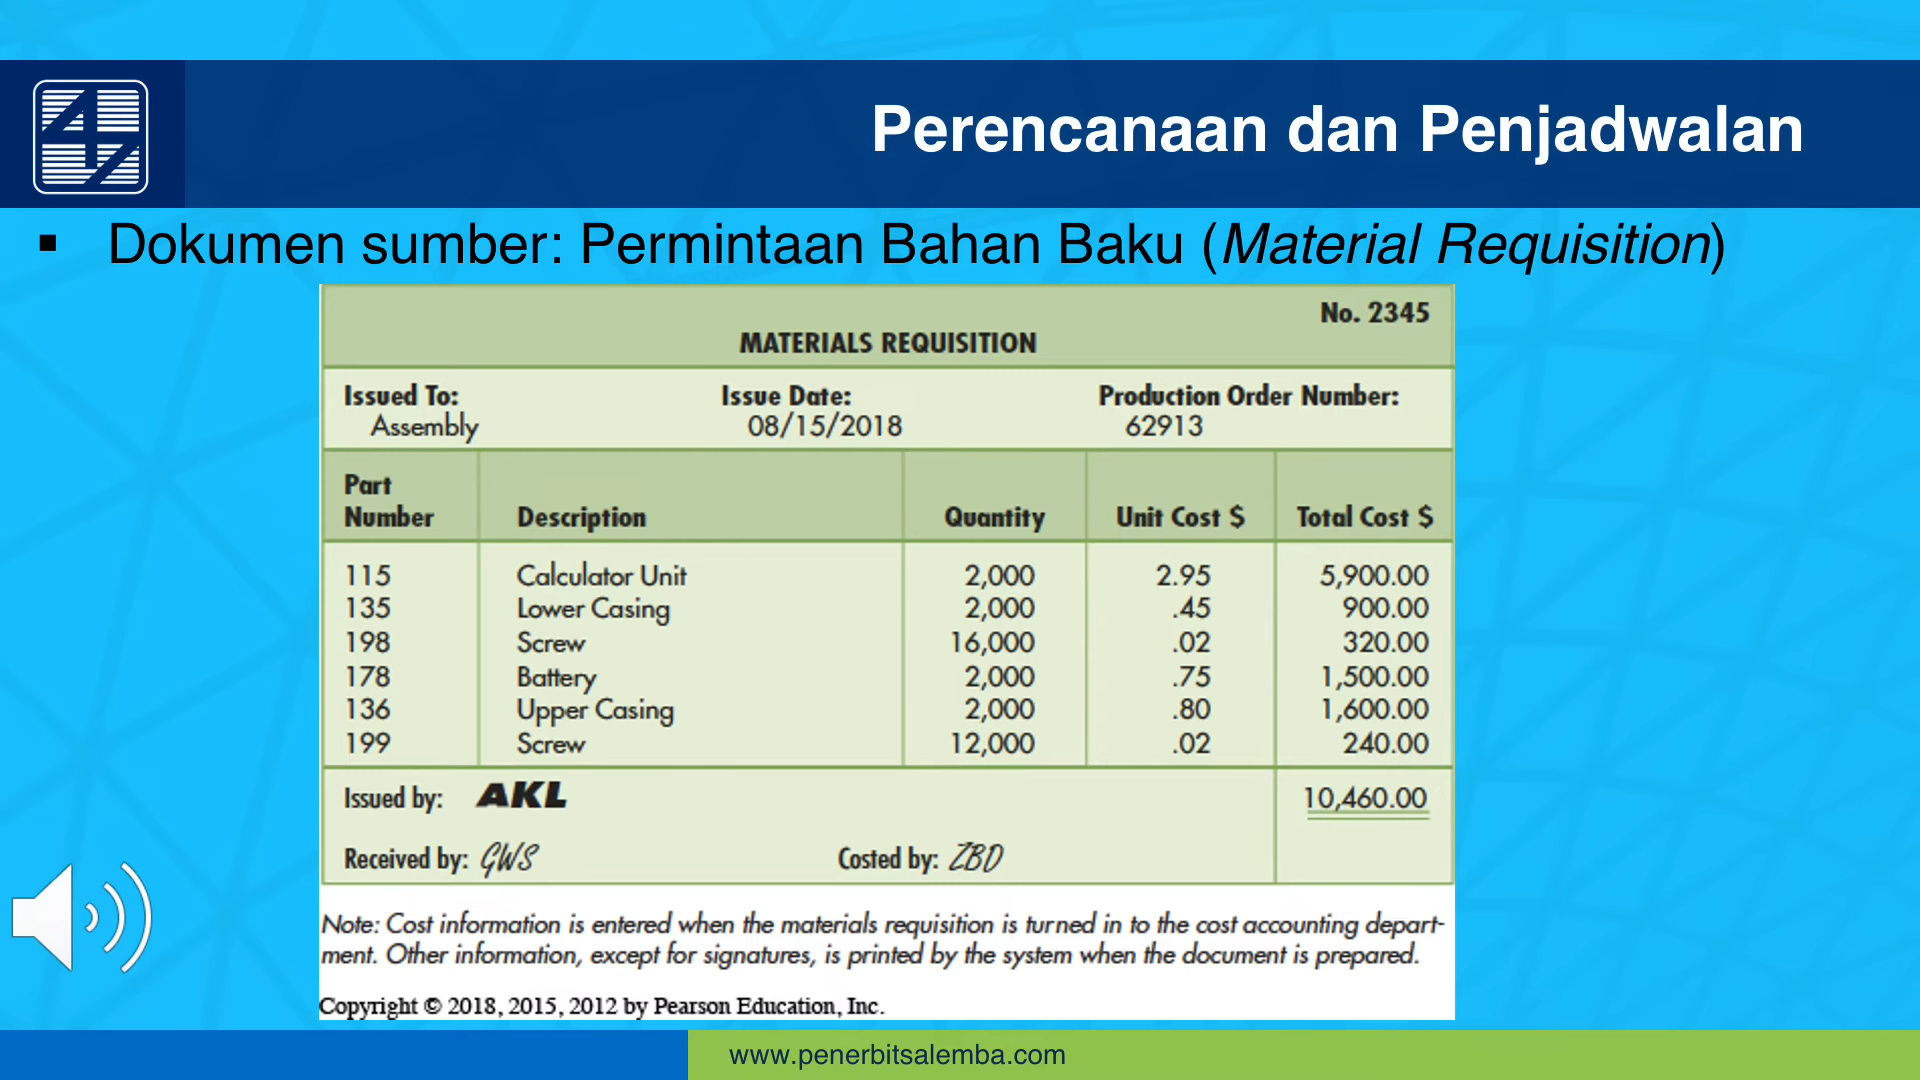 Perencanaan dan Penjadwalan
▪ Dokumen sumber: Permintaan Bahan Baku (Material Requisition)
No. 2345
MATERIALS REQUISITION
Issued To: Issue Date: Production Order Number:
Assembly 08/15/2018 62913
Part
Number Description Quantity Unit Cost $ Total Cost $
115 Calculator Unit 2,000 2.95 5,900.00
135 Lower Casing 2,000 .45 900.00
198 Screw 16,000 .02 320.00
178 Battery 2,000 .75 1,500.00
136 Upper Casing 2,000 .80 1,600.00
199 Screw 12,000 .02 240.00
Issued by: AKL 10,460.00
Received by: GWS Costed by: ZBD
Note: Cost information is entered when the materials requisition is turned in to the cost accounting depart-
ment. Other information, except for signatures, is printed by the system when the document is prepared.
Copyright © 2018, 2015, 2012 by Pearson Education, Inc.
www.penerbitsalemba.com